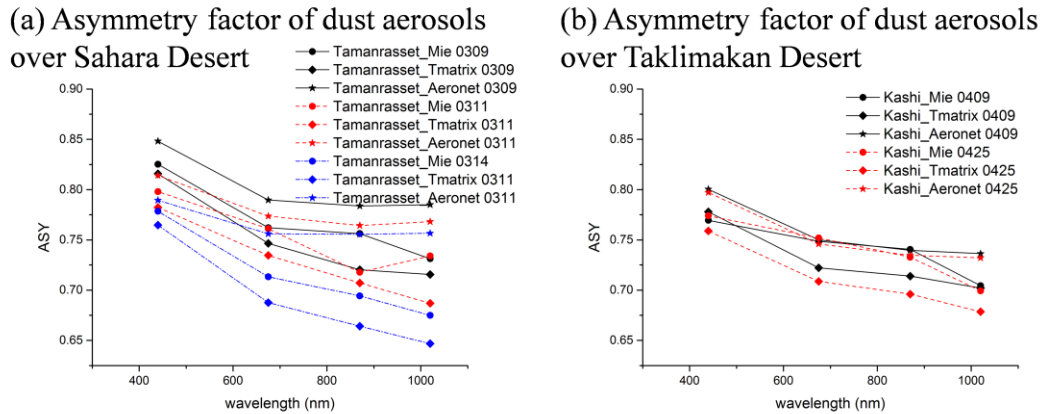 (a) Asymmetry factor of dust aerosols
over Sahara Desert
Tamanrasset_Mie 0309
Tamanrasset_Tmatrix 0309
Tamanrasset_Aeronet 0309
Tamanrasset_Mie 0311
Tamanrasset_Tmatrix 0311
Tamanrasset_Aeronet 0311
Tamanrasset_Mie 0314
Tamanrasset_Tmatrix 0311
Tamanrasset_Aeronet 0311
0.90
0.85
0.80
0.75
0.70
0.65
ASY
400 600 800 1000
wavelength (nm)
(b) Asymmetry factor of dust aerosols
over Taklimakan Desert
Kashi_Mie 0409
Kashi_Tmatrix 0409
Kashi_Aeronet 0409
Kashi_Mie 0425
Kashi_Tmatrix 0425
Kashi_Aeronet 0425
0.90
0.85
0.80
0.75
0.70
0.65
ASY
400 600 800 1000
wavelength (nm)